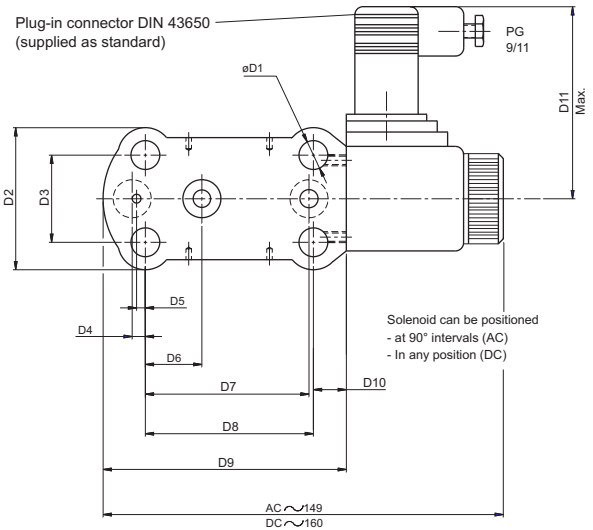 Plug-in connector DIN 43650
(supplied as standard)
PG
9/11
øD1
D11
Max.
D2
D3
D5
D4
D6
Solenoid can be positioned
- at 90° intervals (AC)
- In any position (DC)
D7
D10
D8
D9
AC ~149
DC ~160